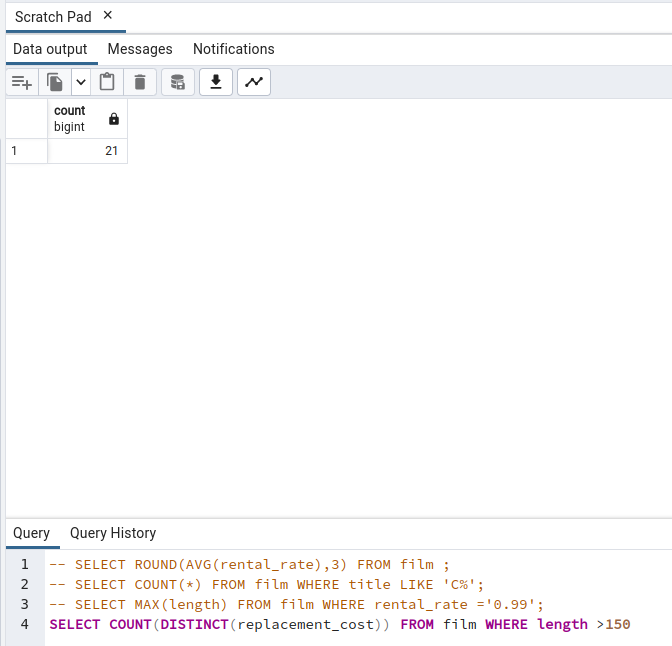 Scratch Pad ×
Data output Messages Notifications
count
bigint
1 21
Query Query History
1 -- SELECT ROUND(AVG(rental_rate),3) FROM film ;
2 -- SELECT COUNT(*) FROM film WHERE title LIKE 'C%';
3 -- SELECT MAX(length) FROM film WHERE rental_rate ='0.99';
4 SELECT COUNT(DISTINCT(replacement_cost)) FROM film WHERE length >150